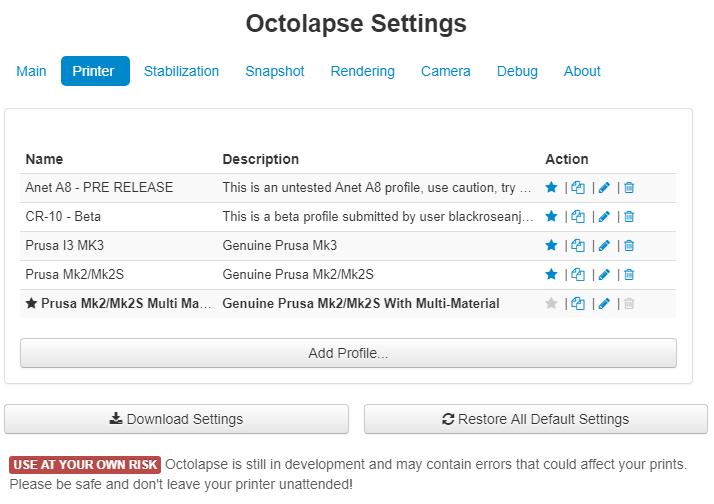 Octolapse Settings
Main Printer Stabilization Snapshot Rendering Camera Debug About
Name Description Action
Anet A8 - PRE RELEASE This is an untested Anet A8 profile, use caution, try ... | | |
CR-10 - Beta This is a beta profile submitted by user blackroseanj... | | |
Prusa I3 MK3 Genuine Prusa Mk3 | | |
Prusa Mk2/Mk2S Genuine Prusa Mk2/Mk2S | | |
Prusa Mk2/Mk2S Multi Ma... Genuine Prusa Mk2/Mk2S With Multi-Material | | |
Add Profile...
Download Settings Restore All Default Settings
USE AT YOUR OWN RISK Octolapse is still in development and may contain errors that could affect your prints.
Please be safe and don't leave your printer unattended!